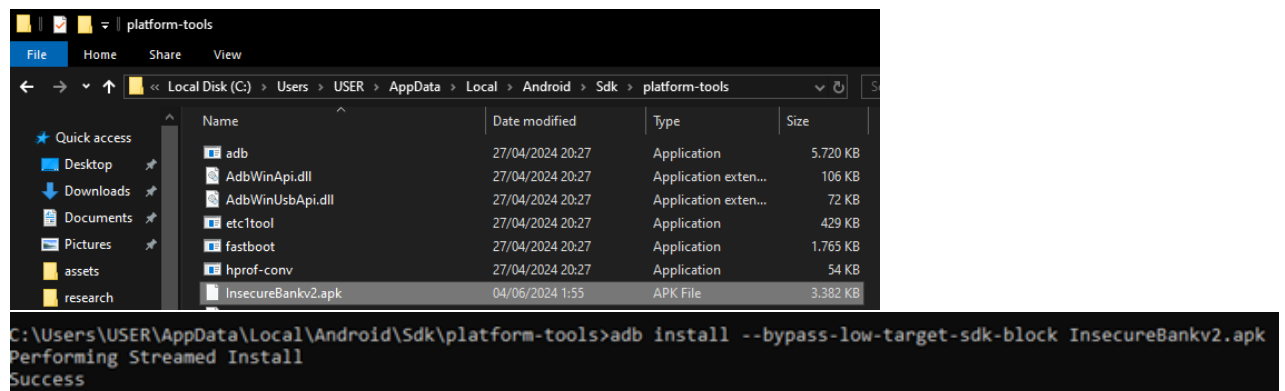 platform-tools
File Home Share View
« Local Disk (C:) › Users › USER › AppData › Local › Android › Sdk › platform-tools
Name Date modified Type Size
Quick access
Desktop
Downloads
Documents
Pictures
assets
research
adb 27/04/2024 20:27 Application 5.720 KB
AdbWinApi.dll 27/04/2024 20:27 Application exten... 106 KB
AdbWinUsbApi.dll 27/04/2024 20:27 Application exten... 72 KB
etc1tool 27/04/2024 20:27 Application 429 KB
fastboot 27/04/2024 20:27 Application 1.765 KB
hprof-conv 27/04/2024 20:27 Application 54 KB
InsecureBankv2.apk 04/06/2024 1:55 APK File 3.382 KB
C:\Users\USER\AppData\Local\Android\Sdk\platform-tools>adb install --bypass-low-target-sdk-block InsecureBankv2.apk
Performing Streamed Install
Success